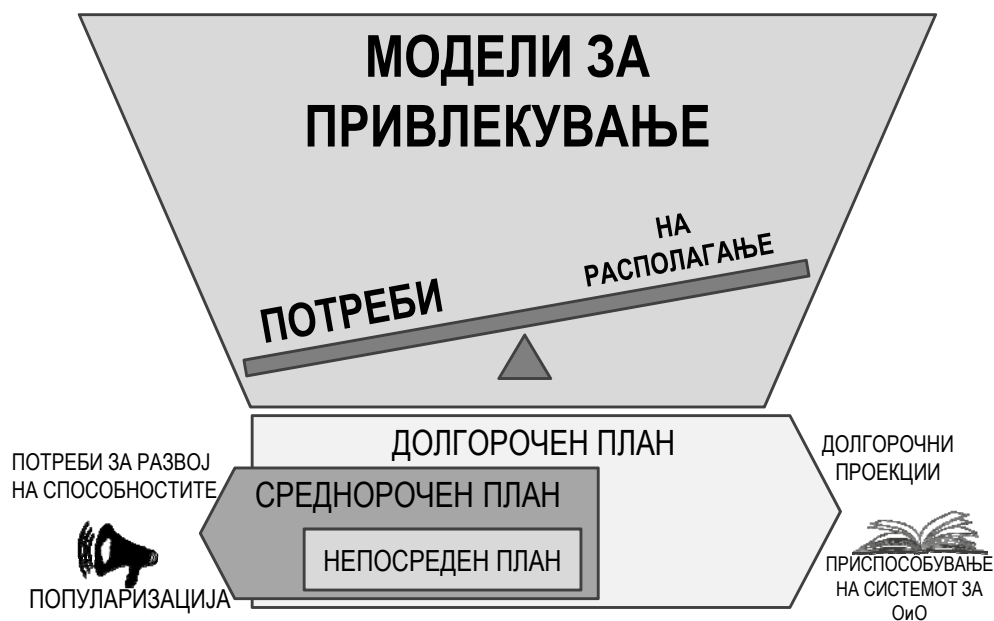 МОДЕЛИ ЗА
ПРИВЛЕКУВАЊЕ
НА
РАСПОЛАГАЊЕ
ПОТРЕБИ
ДОЛГОРОЧЕН ПЛАН
СРЕДНОРОЧЕН ПЛАН
НЕПОСРЕДЕН ПЛАН
ПОТРЕБИ ЗА РАЗВОЈ
НА СПОСОБНОСТИТЕ
ПОПУЛАРИЗАЦИЈА
ДОЛГОРОЧНИ
ПРОЕКЦИИ
ПРИСПОСОБУВАЊЕ
НА СИСТЕМОТ ЗА
ОиО